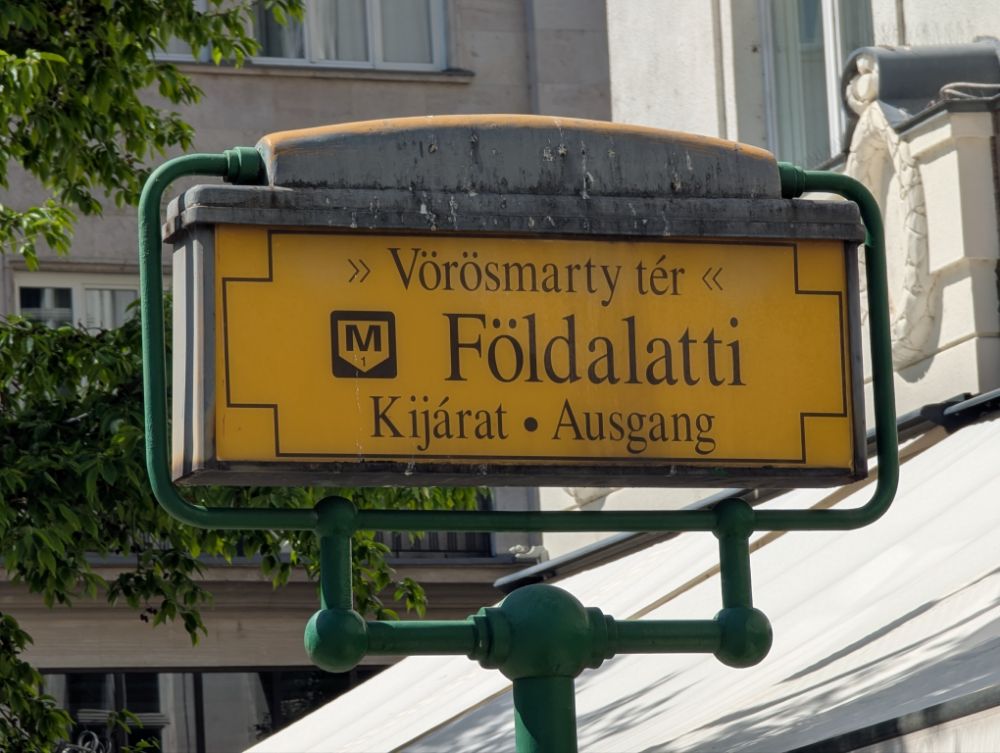 » Vörösmarty tér «
M 1 Földalatti
Kijárat • Ausgang